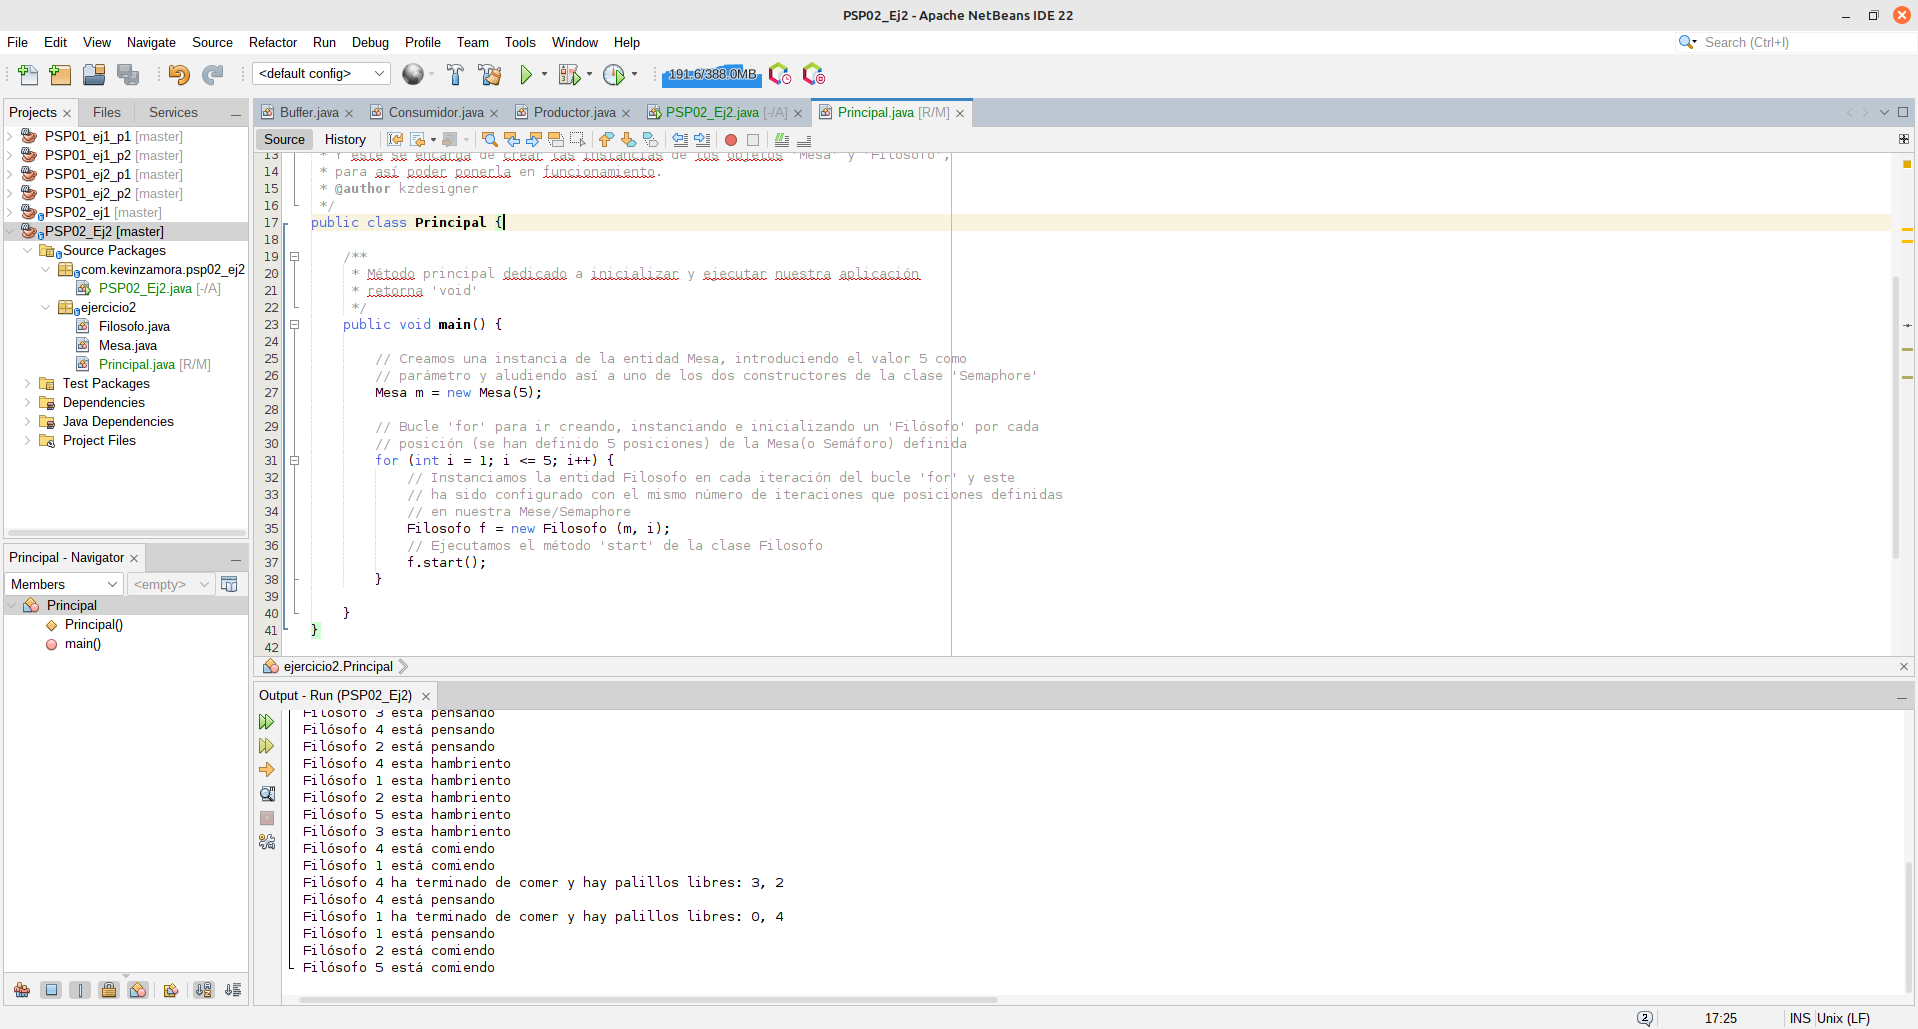 PSP02_Ej2 - Apache NetBeans IDE 22
File Edit View Navigate Source Refactor Run Debug Profile Team Tools Window Help
Search (Ctrl+I)
<default config>
191.6/388.0MB
Projects Files Services
PSP01_ej1_p1 [master]
PSP01_ej1_p2 [master]
PSP01_ej2_p1 [master]
PSP01_ej2_p2 [master]
PSP02_ej1 [master]
PSP02_Ej2 [master]
Source Packages
com.kevinzamora.psp02_ej2
PSP02_Ej2.java [-/A]
ejercicio2
Filosofo.java
Mesa.java
Principal.java [R/M]
Test Packages
Dependencies
Java Dependencies
Project Files
Principal - Navigator
Members <empty>
Principal
Principal()
main()
Buffer.java Consumidor.java Productor.java PSP02_Ej2.java [-/A] Principal.java [R/M]
Source History
13 * Y este se encarga de crear las instancias de los objetos 'Mesa' y 'Filosofo',
14 * para así poder ponerla en funcionamiento.
15 * @author kzdesigner
16 */
17 public class Principal {
18
19 /**
20 * Método principal dedicado a inicializar y ejecutar nuestra aplicación
21 * retorna 'void'
22 */
23 public void main() {
24
25 // Creamos una instancia de la entidad Mesa, introduciendo el valor 5 como
26 // parámetro y aludiendo así a uno de los dos constructores de la clase 'Semaphore'
27 Mesa m = new Mesa(5);
28
29 // Bucle 'for' para ir creando, instanciando e inicializando un 'Filósofo' por cada
30 // posición (se han definido 5 posiciones) de la Mesa(o Semáforo) definida
31 for (int i = 1; i <= 5; i++) {
32 // Instanciamos la entidad Filosofo en cada iteración del bucle 'for' y este
33 // ha sido configurado con el mismo número de iteraciones que posiciones definidas
34 // en nuestra Mese/Semaphore
35 Filosofo f = new Filosofo (m, i);
36 // Ejecutamos el método 'start' de la clase Filosofo
37 f.start();
38 }
39
40 }
41 }
42
ejercicio2.Principal
Output - Run (PSP02_Ej2)
Filósofo 3 está pensando
Filósofo 4 está pensando
Filósofo 2 está pensando
Filósofo 4 esta hambriento
Filósofo 1 esta hambriento
Filósofo 2 esta hambriento
Filósofo 5 esta hambriento
Filósofo 3 esta hambriento
Filósofo 4 está comiendo
Filósofo 1 está comiendo
Filósofo 4 ha terminado de comer y hay palillos libres: 3, 2
Filósofo 4 está pensando
Filósofo 1 ha terminado de comer y hay palillos libres: 0, 4
Filósofo 1 está pensando
Filósofo 2 está comiendo
Filósofo 5 está comiendo
2 17:25 INS Unix (LF)